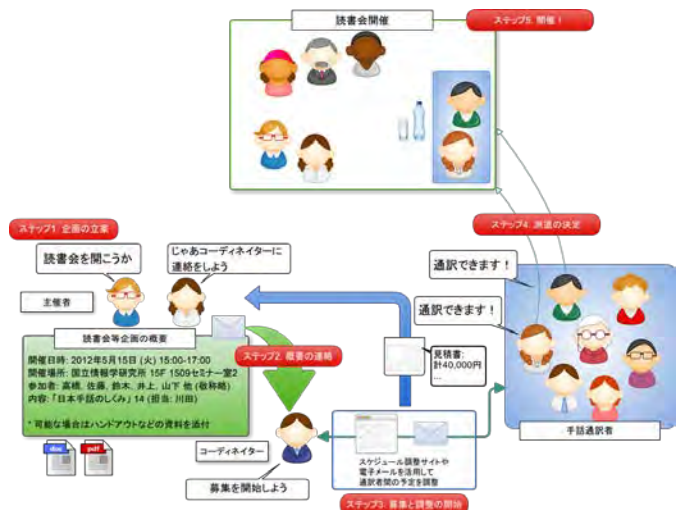 読書会開催
ステップ5. 開催!
ステップ1. 企画の立案
読書会を開こうか
じゃあコーディネイターに
連絡をしよう
主催者
読書会等企画の概要
開催日時: 2012年5月15日 (火) 15:00-17:00
開催場所: 国立情報学研究所 15F 1509セミナー室2
参加者: 高橋, 佐藤, 鈴木, 井上, 山下 他 (敬称略)
内容: 「日本手話のしくみ」 14 (担当: 川田)
* 可能な場合はハンドアウトなどの資料を添付
doc
pdf
ステップ2. 概要の連絡
コーディネイター
募集を開始しよう
見積書:
計40,000円
...
スケジュール調整サイトや
電子メールを活用して
通訳者間の予定を調整
ステップ3. 募集と調整の開始
ステップ4. 派遣の決定
通訳できます!
通訳できます!
手話通訳者